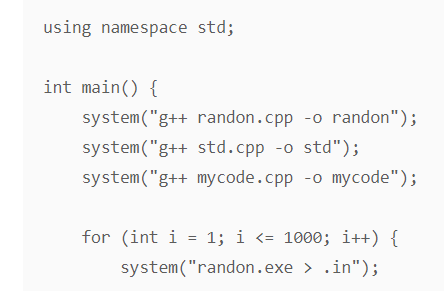 using namespace std;
int main() {
    system("g++ randon.cpp -o randon");
    system("g++ std.cpp -o std");
    system("g++ mycode.cpp -o mycode");
    for (int i = 1; i <= 1000; i++) {
        system("randon.exe > .in");